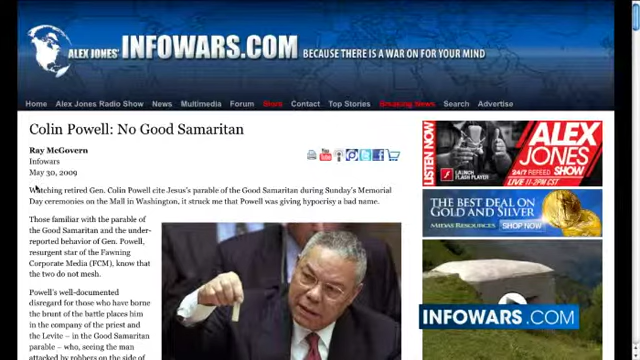 ALEX JONES' INFOWARS.COM BECAUSE THERE IS A WAR ON FOR YOUR MIND
Home Alex Jones Radio Show News Multimedia Forum Store Contact Top Stories Breaking News Search Advertise
Colin Powell: No Good Samaritan
Ray McGovern
Infowars
May 30, 2009
Watching retired Gen. Colin Powell cite Jesus's parable of the Good Samaritan during Sunday's Memorial
Day ceremonies on the Mall in Washington, it struck me that Powell was giving hypocrisy a bad name.
Those familiar with the parable of
the Good Samaritan and the under-
reported behavior of Gen. Powell,
resurgent star of the Fawning
Corporate Media (FCM), know that
the two do not mesh.
Powell's well-documented
disregard for those who have borne
the brunt of the battle places him
in the company of the priest and
the Levite – in the Good Samaritan
parable – who, seeing the man
attacked by robbers on the side of
LISTEN NOW
ALEX
JONES
LAUNCH
FLASH PLAYER
24/7 FEED SHOW
LIVE 11-2PM CST
THE BEST DEAL ON
GOLD AND SILVER
MIDAS RESOURCES SHOP NOW
INFOWARS.COM